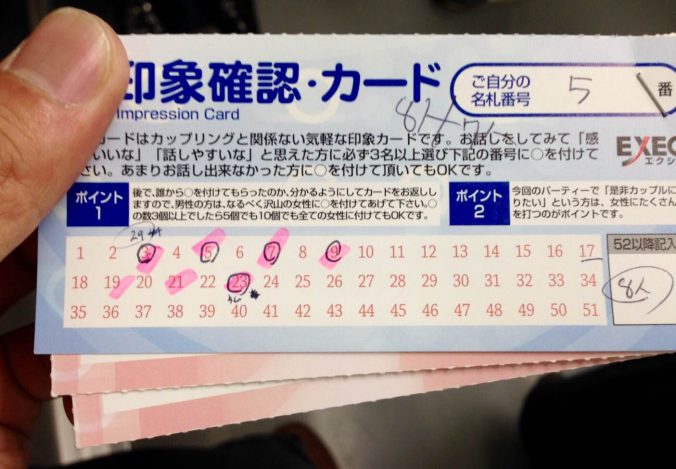 印象確認・カード
Impression Card
ご自分の
名札番号
5
番
8人
カードはカップリングと関係ない気軽な印象カードです。お話しをしてみて「感
いいな」「話しやすいな」と思えた方に必ず3名以上選び下記の番号に○を付けて
さい。あまりお話し出来なかった方に○を付けて頂いてもOKです。
EXEC
エクシ
ポイント
1
後で、誰から○を付けてもらったのか、分かるようにしてカードをお返しし
ますので、男性の方は、なるべく沢山の女性に○を付けてあげて下さい。○
の数3個以上でしたら5個でも10個でも全ての女性に付けてもOKです。
ポイント
2
今回のパーティーで「是非カップルに
りたい」という方は、女性にたくさん
を打つのがポイントです。
29
1 2 3 4 5 6 7 8 9 10 11 12 13 14 15 16 17
18 19 20 21 22 23 24 25 26 27 28 29 30 31 32 33 34
35 36 37 38 39 40 41 42 43 44 45 46 47 48 49 50 51
52以降記入
8人